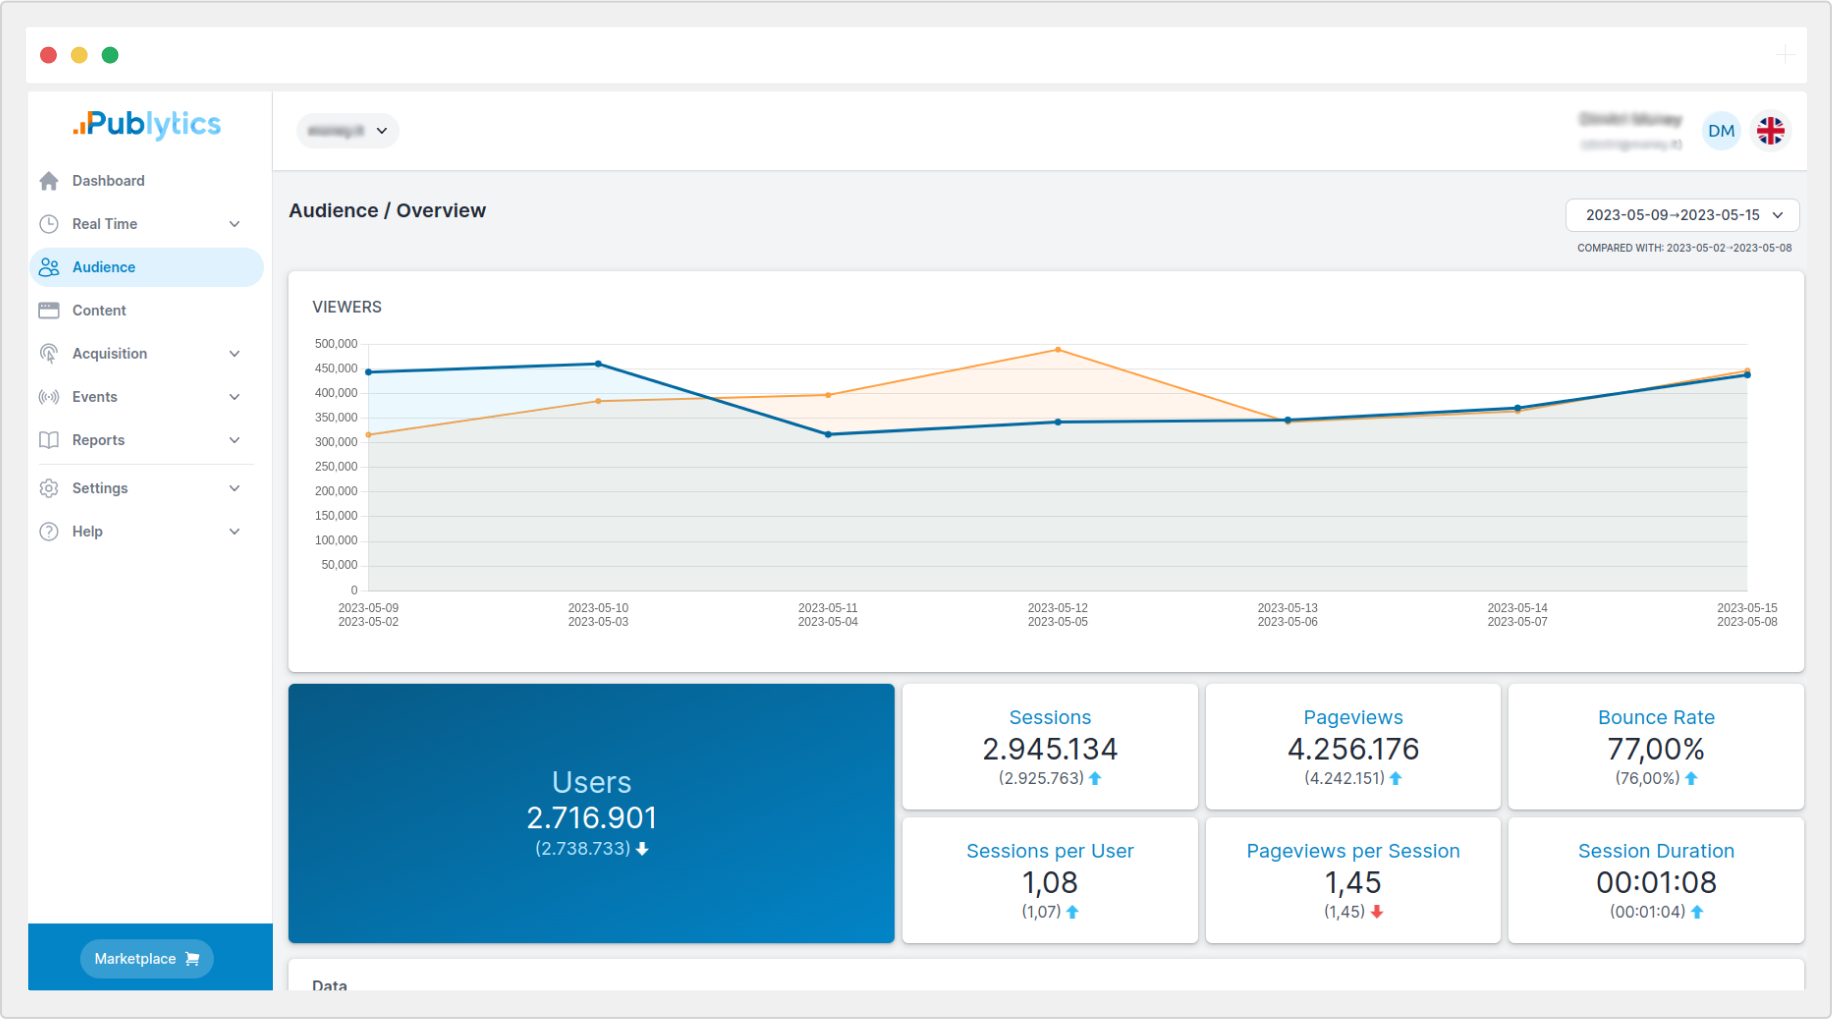 Publytics
DM
Dashboard
Real Time
Audience
Content
Acquisition
Events
Reports
Settings
Help
Marketplace
Audience / Overview
2023-05-09→2023-05-15
COMPARED WITH: 2023-05-02→2023-05-08
VIEWERS
500,000
450,000
400,000
350,000
300,000
250,000
200,000
150,000
100,000
50,000
0
2023-05-09 2023-05-10 2023-05-11 2023-05-12 2023-05-13 2023-05-14 2023-05-15
2023-05-02 2023-05-03 2023-05-04 2023-05-05 2023-05-06 2023-05-07 2023-05-08
Users
2.716.901
(2.738.733)
Sessions
2.945.134
(2.925.763)
Pageviews
4.256.176
(4.242.151)
Bounce Rate
77,00%
(76,00%)
Sessions per User
1,08
(1,07)
Pageviews per Session
1,45
(1,45)
Session Duration
00:01:08
(00:01:04)
Data